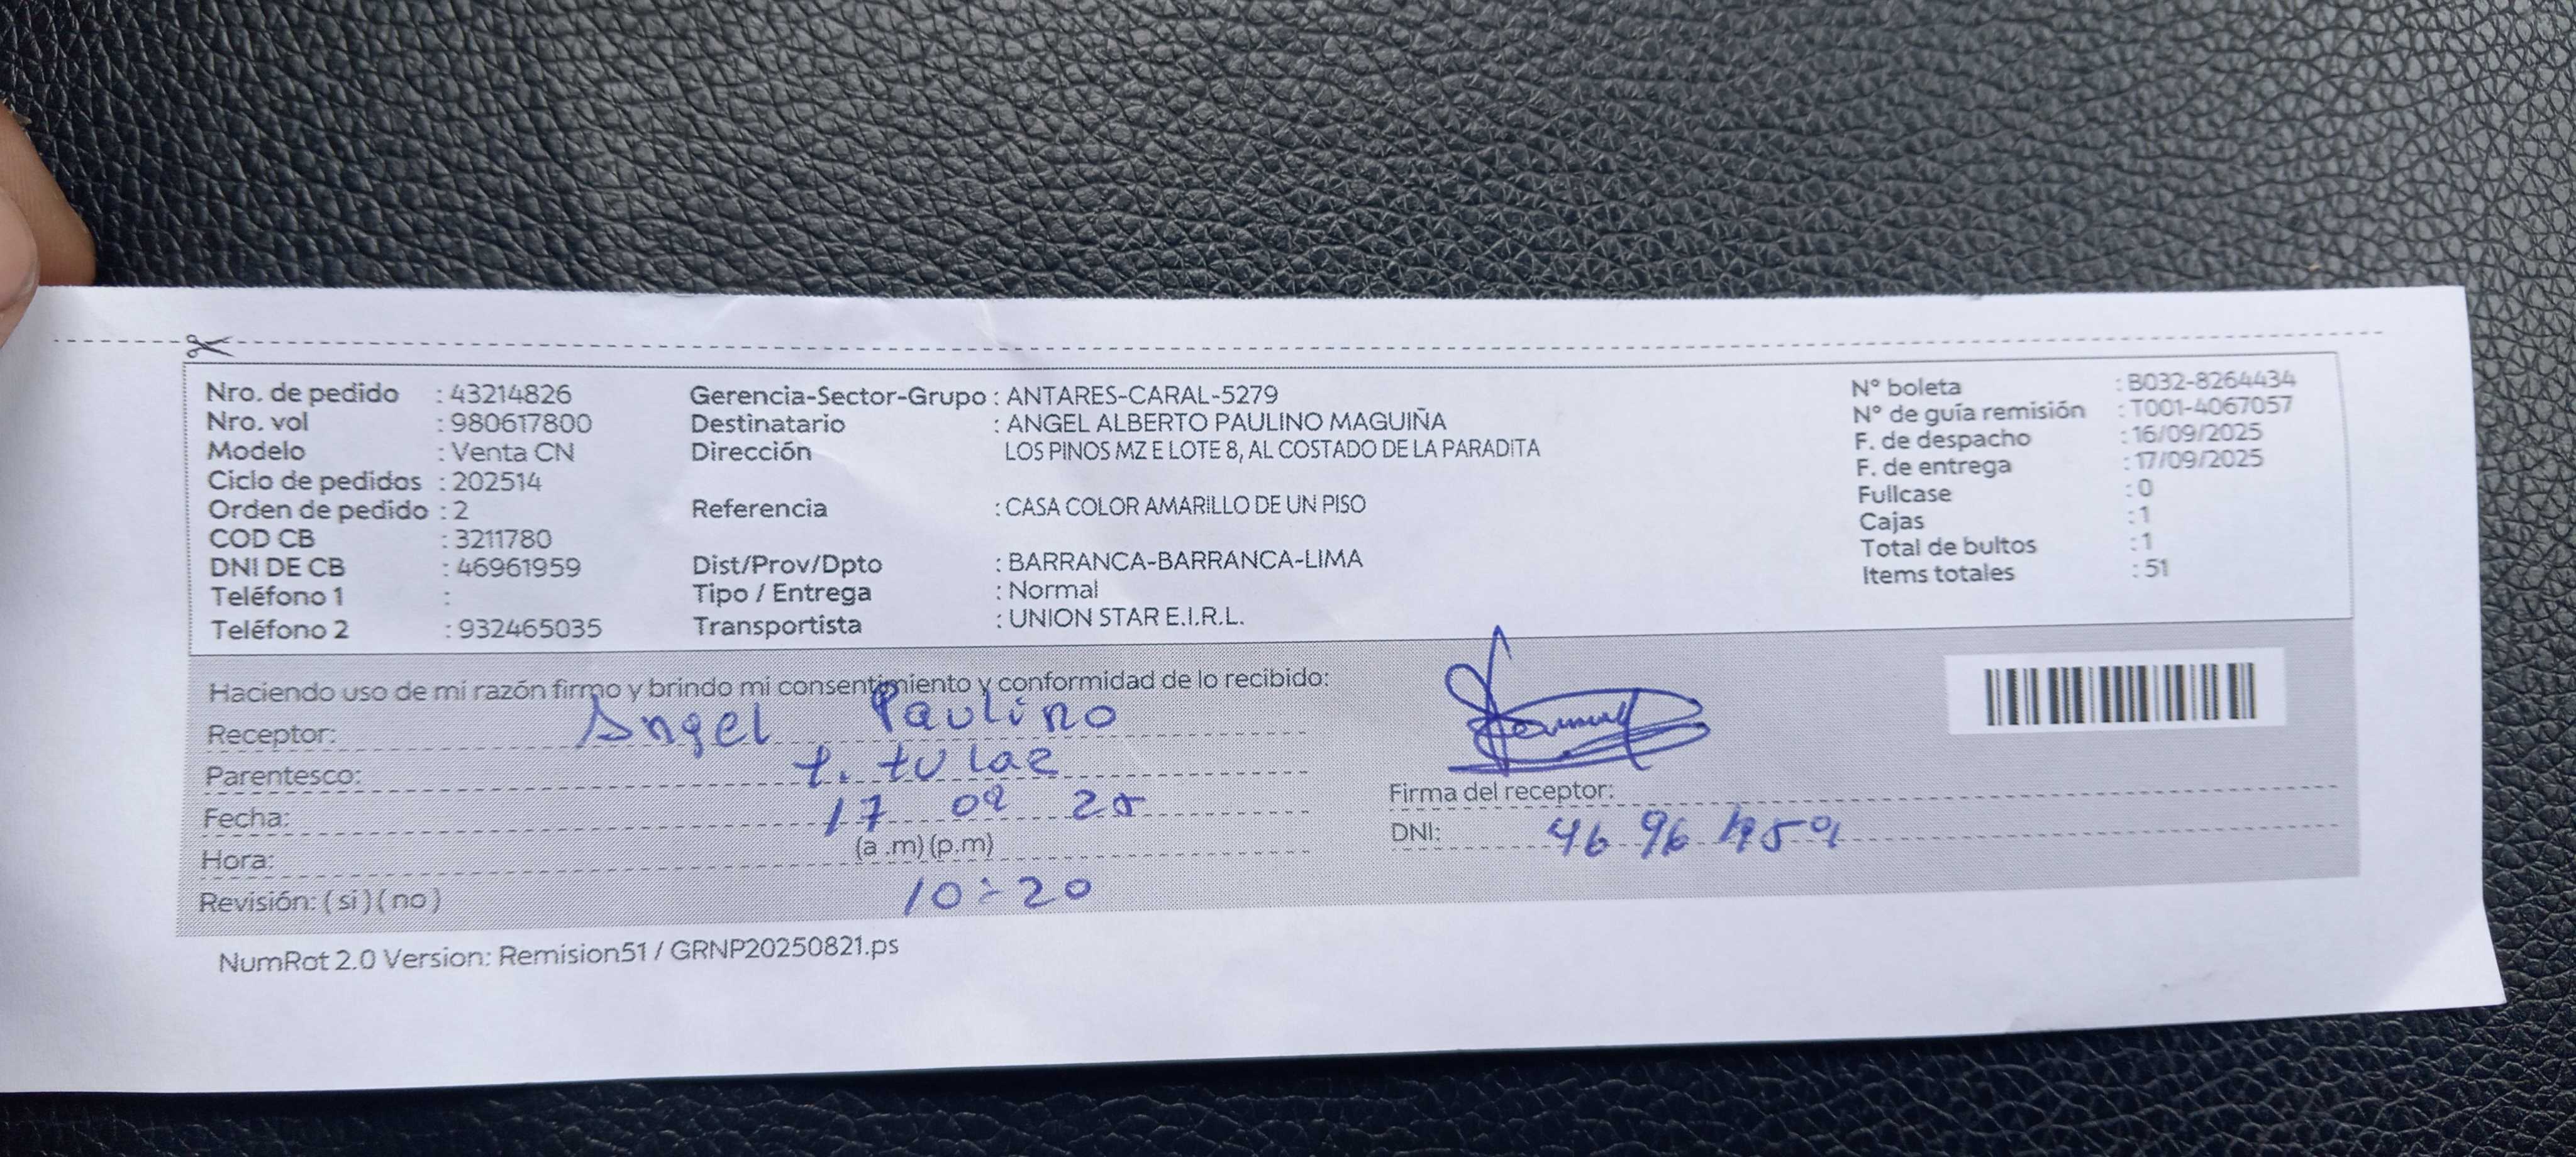 Nro. de pedido : 43214826
Nro. vol : 980617800
Modelo : Venta CN
Ciclo de pedidos : 202514
Orden de pedido : 2
COD CB : 3211780
DNI DE CB : 46961959
Teléfono 1 :
Teléfono 2 : 932465035
Gerencia-Sector-Grupo : ANTARES-CARAL-5279
Destinatario : ANGEL ALBERTO PAULINO MAGUIÑA
Dirección LOS PINOS MZ E LOTE 8, AL COSTADO DE LA PARADITA
Referencia : CASA COLOR AMARILLO DE UN PISO
Dist/Prov/Dpto : BARRANCA-BARRANCA-LIMA
Tipo / Entrega : Normal
Transportista : UNION STAR E.I.R.L.
N° boleta : B032-8264434
N° de guía remisión : T001-4067057
F. de despacho : 16/09/2025
F. de entrega : 17/09/2025
Fullcase : 0
Cajas : 1
Total de bultos : 1
Items totales : 51
Haciendo uso de mi razón firmo y brindo mi consentimiento y conformidad de lo recibido:
Receptor: Angel Paulino
Parentesco: titular
Fecha: 17 09 25
Hora: (a .m) (p.m)
10:20
Revisión: ( si ) ( no )
Firma del receptor:
DNI: 46 96 1959
NumRot 2.0 Version: Remision51 / GRNP20250821.ps